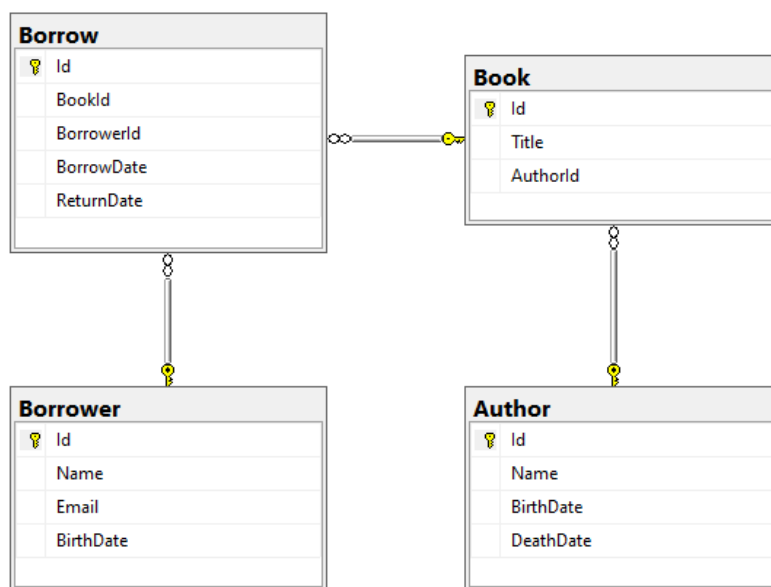 Borrow
Id
BookId
BorrowerId
BorrowDate
ReturnDate
Book
Id
Title
AuthorId
Borrower
Id
Name
Email
BirthDate
Author
Id
Name
BirthDate
DeathDate